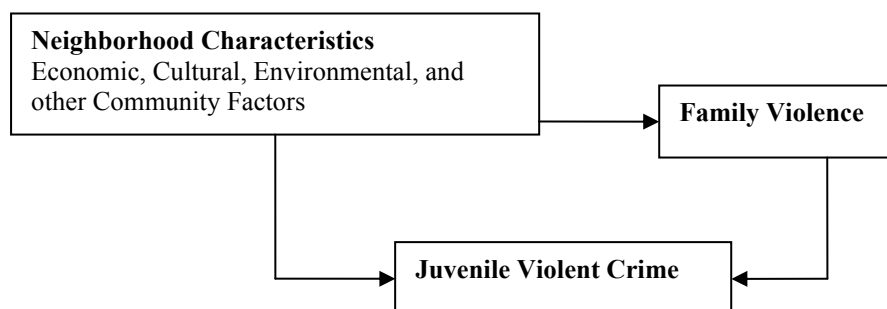 Neighborhood Characteristics
Economic, Cultural, Environmental, and
other Community Factors
Family Violence
Juvenile Violent Crime